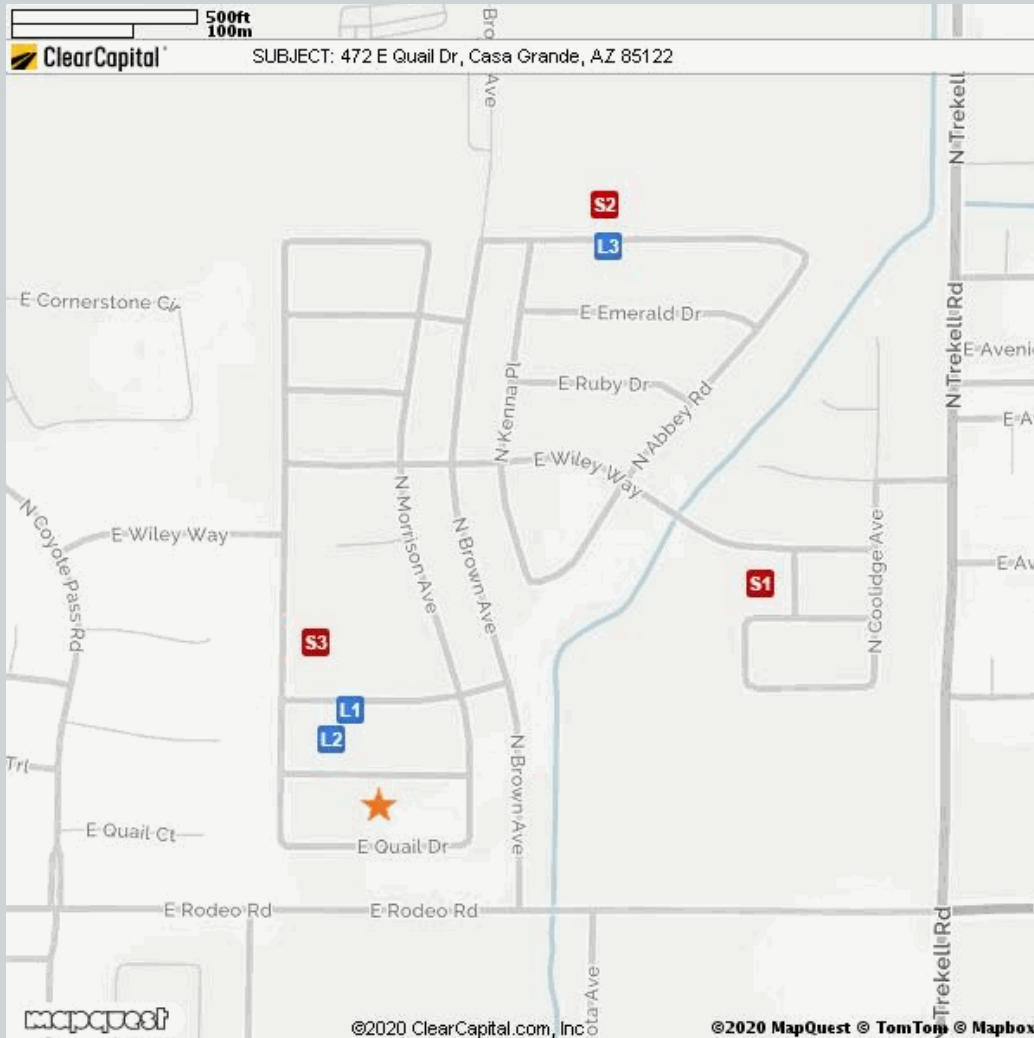 500ft
100m
ClearCapital
SUBJECT: 472 E Quail Dr, Casa Grande, AZ 85122
Bro
Ave
N Trekell
S2
L3
E Cornerstone Cir
E Emerald Dr
N Trekell Rd
E Aveni
N Kenna Pl
E Ruby Dr
N Abbey Rd
E A
E Wiley Way
N Coyote Pass Rd
E Wiley Way
N Morrison Ave
N Brown Ave
N Coolidge Ave
E Av
S1
S3
L1
L2
Trl
N Brown Ave
E Quail Ct
E Quail Dr
E Rodeo Rd
E Rodeo Rd
Trekell Rd
ota Ave
mapquest
©2020 ClearCapital.com, Inc
©2020 MapQuest © TomTom © Mapbox